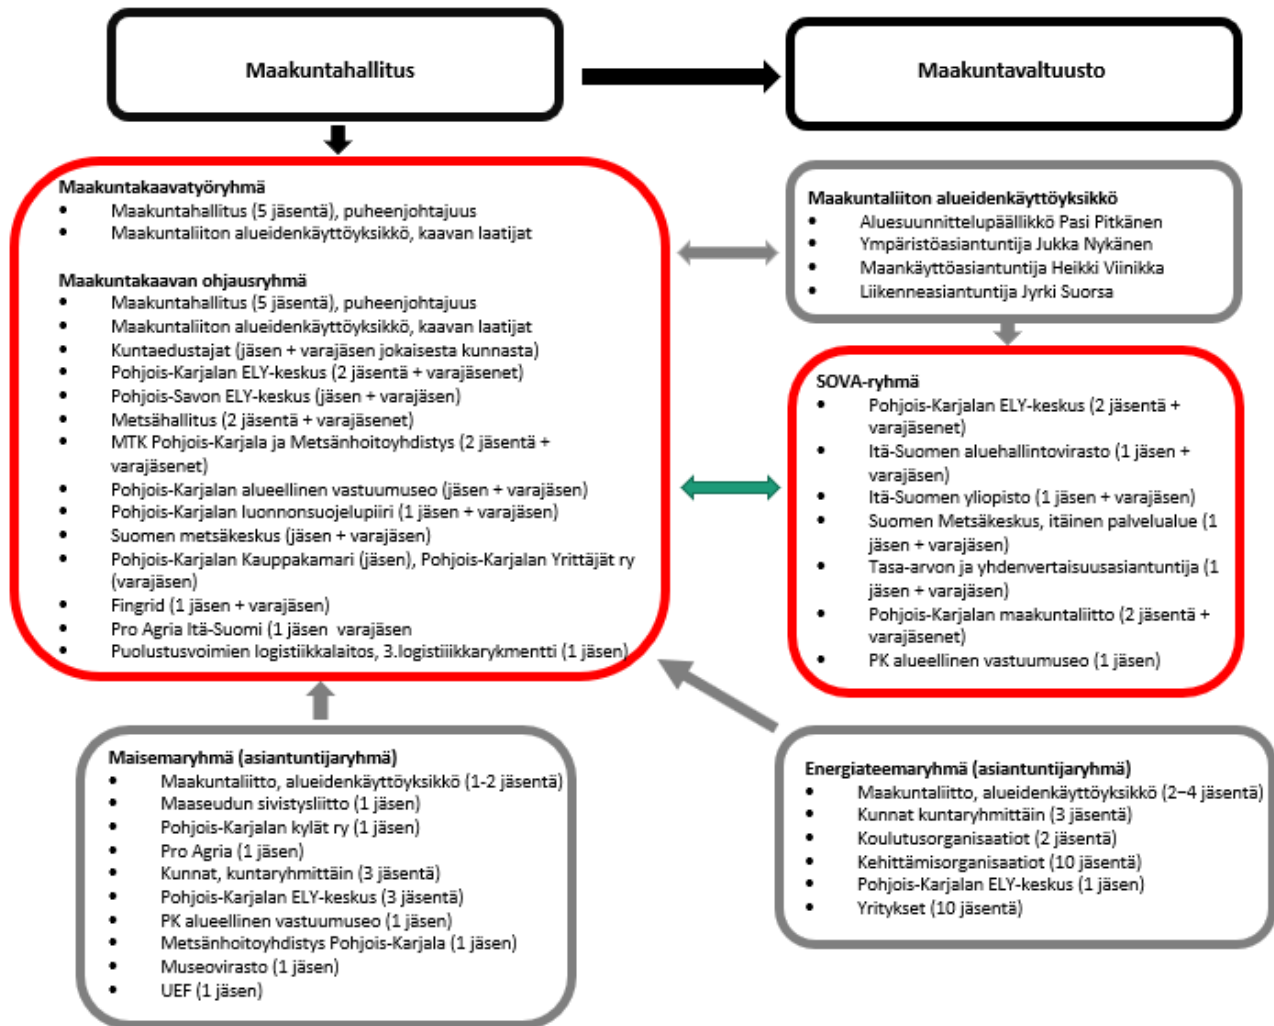 Maakuntahallitus
Maakuntavaltuusto
Maakuntakaavatyöryhmä
• Maakuntahallitus (5 jäsentä), puheenjohtajuus
• Maakuntaliiton alueidenkäyttöyksikkö, kaavan laatijat
Maakuntakaavan ohjausryhmä
• Maakuntahallitus (5 jäsentä), puheenjohtajuus
• Maakuntaliiton alueidenkäyttöyksikkö, kaavan laatijat
• Kuntaedustajat (jäsen + varajäsen jokaisesta kunnasta)
• Pohjois-Karjalan ELY-keskus (2 jäsentä + varajäsenet)
• Pohjois-Savon ELY-keskus (jäsen + varajäsen)
• Metsähallitus (2 jäsentä + varajäsenet)
• MTK Pohjois-Karjala ja Metsänhoitoyhdistys (2 jäsentä +
varajäsenet)
• Pohjois-Karjalan alueellinen vastuumuseo (jäsen + varajäsen)
• Pohjois-Karjalan luonnonsuojelupiiri (1 jäsen + varajäsen)
• Suomen metsäkeskus (jäsen + varajäsen)
• Pohjois-Karjalan Kauppakamari (jäsen), Pohjois-Karjalan Yrittäjät ry
(varajäsen)
• Fingrid (1 jäsen + varajäsen)
• Pro Agria Itä-Suomi (1 jäsen varajäsen
• Puolustusvoimien logistiikkalaitos, 3.logistiiikkarykmentti (1 jäsen)
Maakuntaliiton alueidenkäyttöyksikkö
• Aluesuunnittelupäällikkö Pasi Pitkänen
• Ympäristöasiantuntija Jukka Nykänen
• Maankäyttöasiantuntija Heikki Viinikka
• Liikenneasiantuntija Jyrki Suorsa
SOVA-ryhmä
• Pohjois-Karjalan ELY-keskus (2 jäsentä +
varajäsenet)
• Itä-Suomen aluehallintovirasto (1 jäsen +
varajäsen)
• Itä-Suomen yliopisto (1 jäsen + varajäsen)
• Suomen Metsäkeskus, itäinen palvelualue (1
jäsen + varajäsen)
• Tasa-arvon ja yhdenvertaisuusasiantuntija (1
jäsen + varajäsen)
• Pohjois-Karjalan maakuntaliitto (2 jäsentä +
varajäsenet)
• PK alueellinen vastuumuseo (1 jäsen)
Maisemaryhmä (asiantuntijaryhmä)
• Maakuntaliitto, alueidenkäyttöyksikkö (1-2 jäsentä)
• Maaseudun sivistysliitto (1 jäsen)
• Pohjois-Karjalan kylät ry (1 jäsen)
• Pro Agria (1 jäsen)
• Kunnat, kuntaryhmittäin (3 jäsentä)
• Pohjois-Karjalan ELY-keskus (3 jäsentä)
• PK alueellinen vastuumuseo (1 jäsen)
• Metsänhoitoyhdistys Pohjois-Karjala (1 jäsen)
• Museovirasto (1 jäsen)
• UEF (1 jäsen)
Energiateemaryhmä (asiantuntijaryhmä)
• Maakuntaliitto, alueidenkäyttöyksikkö (2–4 jäsentä)
• Kunnat kuntaryhmittäin (3 jäsentä)
• Koulutusorganisaatiot (2 jäsentä)
• Kehittämisorganisaatiot (10 jäsentä)
• Pohjois-Karjalan ELY-keskus (1 jäsen)
• Yritykset (10 jäsentä)